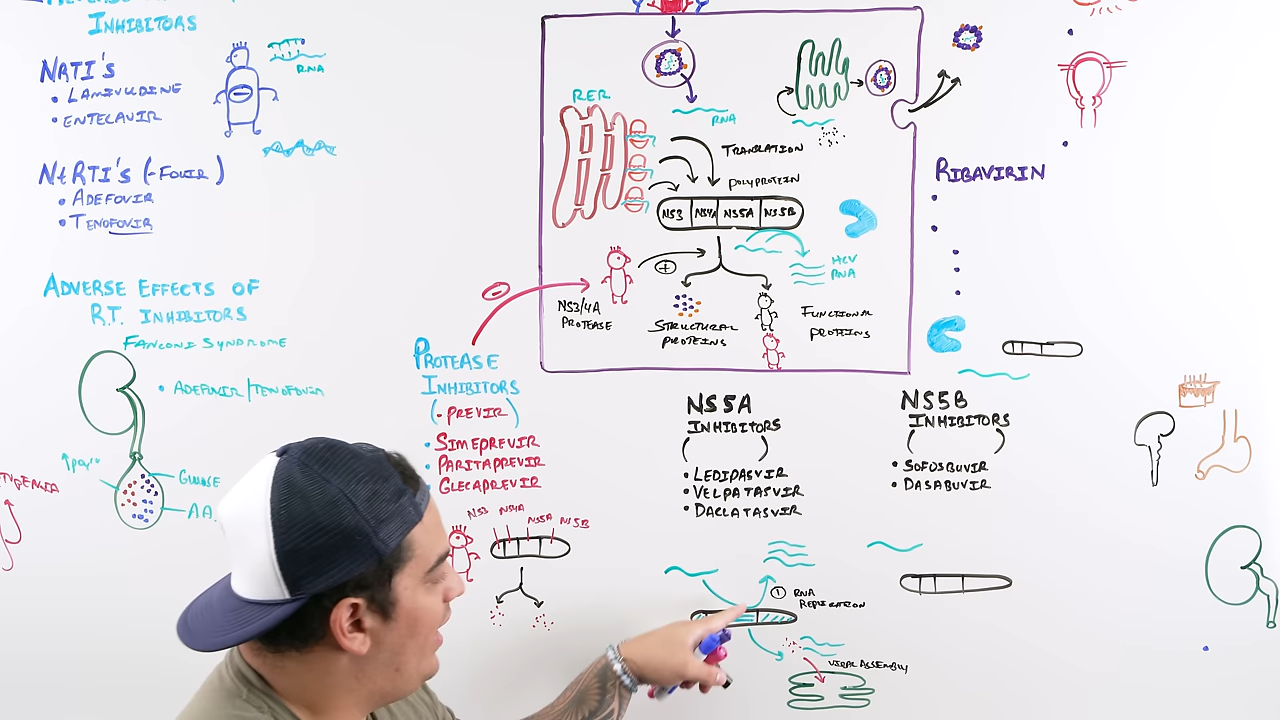 INHIBITORS
NRTI's
• LAMIVUDINE
• ENTECAVIR
RNA
NtRTI's (-FOVIR)
• ADEFOVIR
• TENOFOVIR
ADVERSE EFFECTS OF
R.T. INHIBITORS
FANCONI SYNDROME
• ADEFOVIR/TENOFOVIR
AA
RER
RNA
TRANSLATION
POLYPROTEIN
NS3 NS4A NS5A NS5B
HCV
RNA
+
NS3/4A
PROTEASE
STRUCTURAL
PROTEINS
FUNCTIONAL
PROTEINS
PROTEASE
INHIBITORS
(-PREVIR)
• SIMEPREVIR
• PARITAPREVIR
• GLECAPREVIR
NS3 NS4A NS5A NS5B
NS5A
INHIBITORS
( )
• LEDIPASVIR
• VELPATASVIR
• DACLATASVIR
① RNA
REPLICATION
VIRAL ASSEMBLY
NS5B
INHIBITORS
( )
• SOFOSBUVIR
• DASABUVIR
RIBAVIRIN